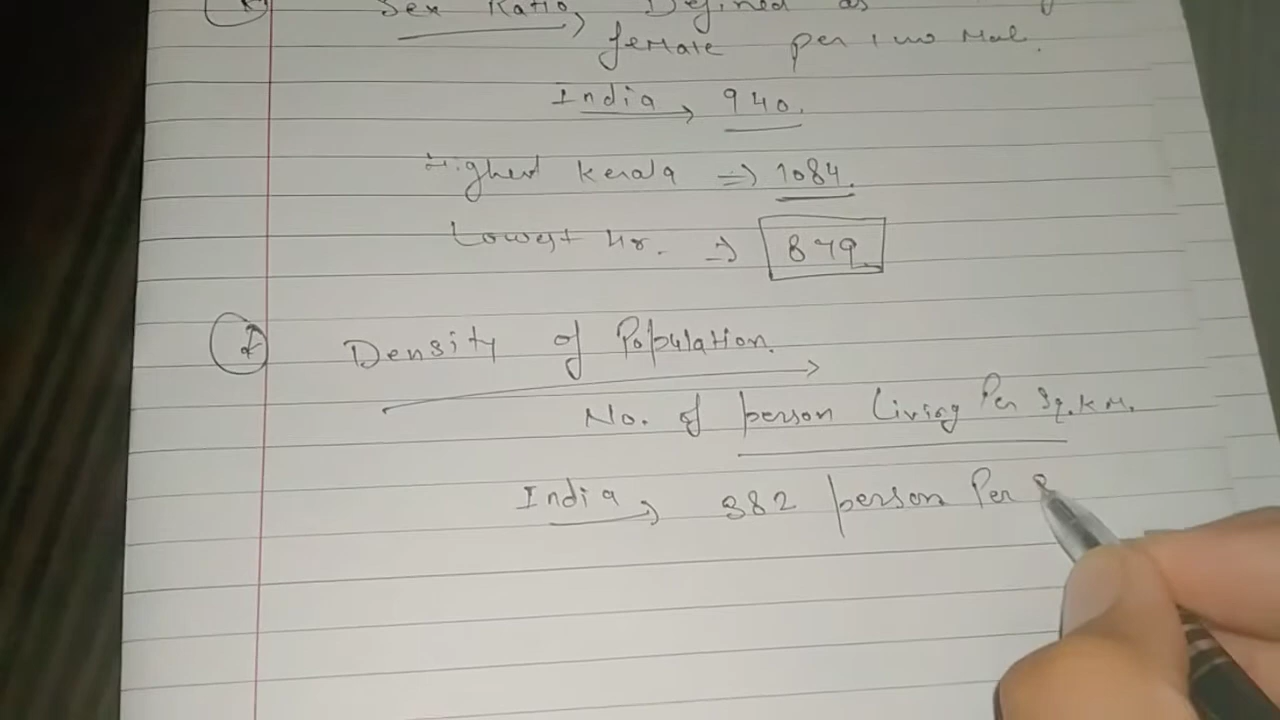 Sex Ratio, Defined as
female per 1000 Male.
India → 940.
Highest Kerala => 1084.
Lowest Hr. => 879
Density of Population.
No. of person Living Per Sq.KM.
India → 382 person Per